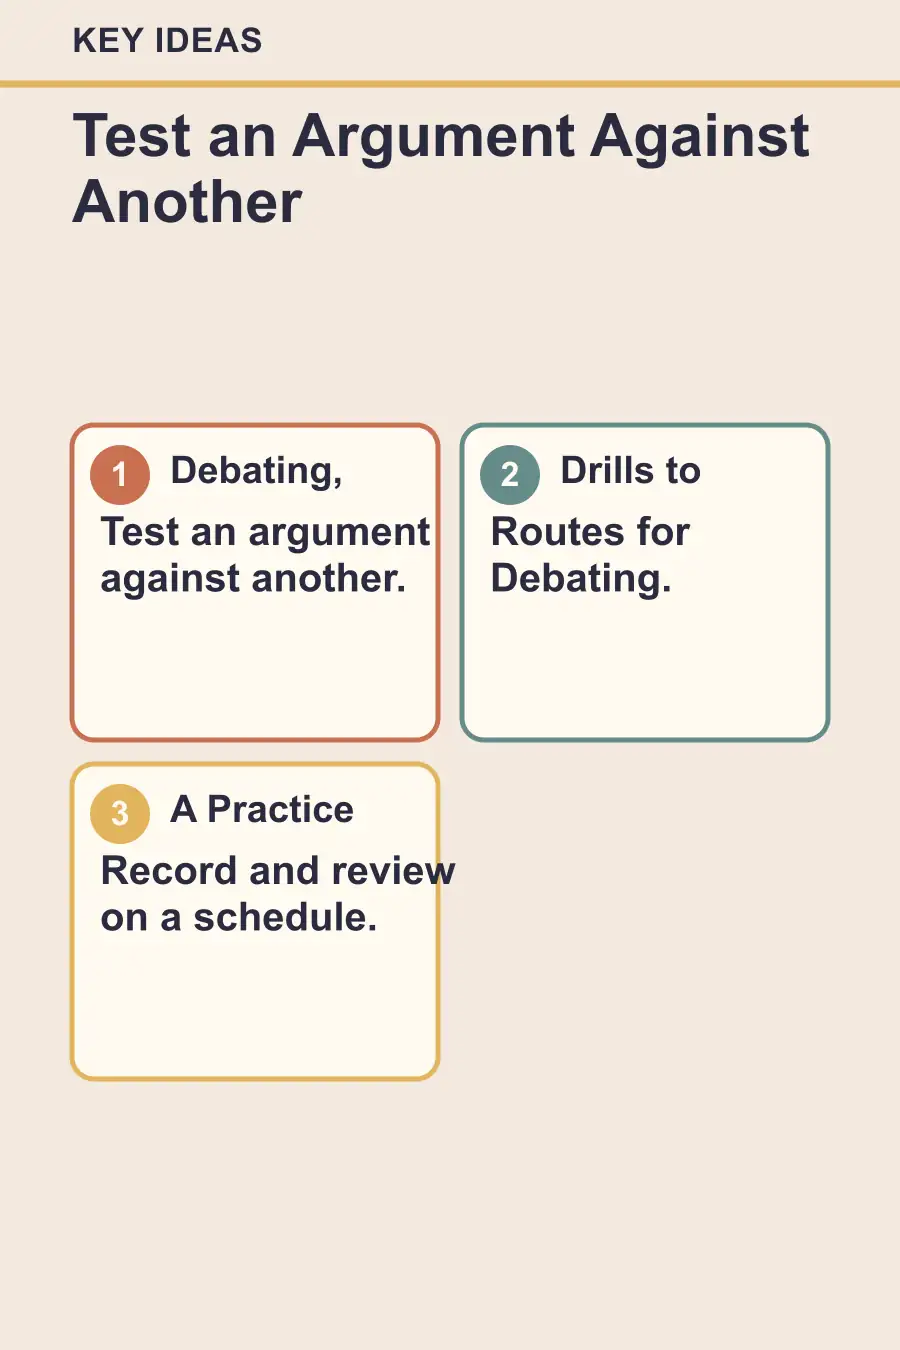 KEY IDEAS
Test an Argument Against
Another
1 Debating,
Test an argument
against another.
2 Drills to
Routes for
Debating.
3 A Practice
Record and review
on a schedule.